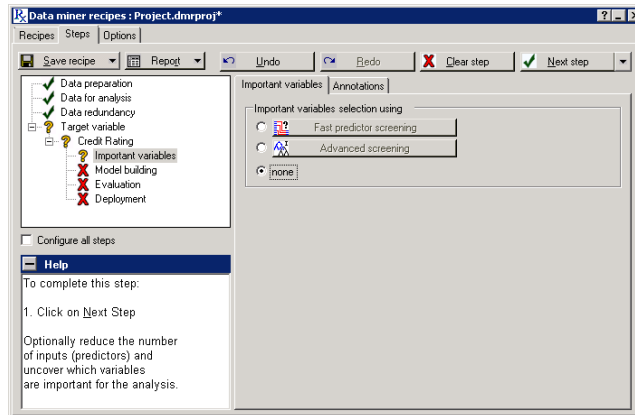 Data miner recipes : Project.dmrproj*
Recipes Steps Options
Save recipe Report Undo Redo Clear step Next step
Data preparation
Data for analysis
Data redundancy
Target variable
Credit Rating
Important variables
Model building
Evaluation
Deployment
Configure all steps
Help
To complete this step:
1. Click on Next Step
Optionally reduce the number
of inputs (predictors) and
uncover which variables
are important for the analysis.
Important variables Annotations
Important variables selection using
Fast predictor screening
Advanced screening
none